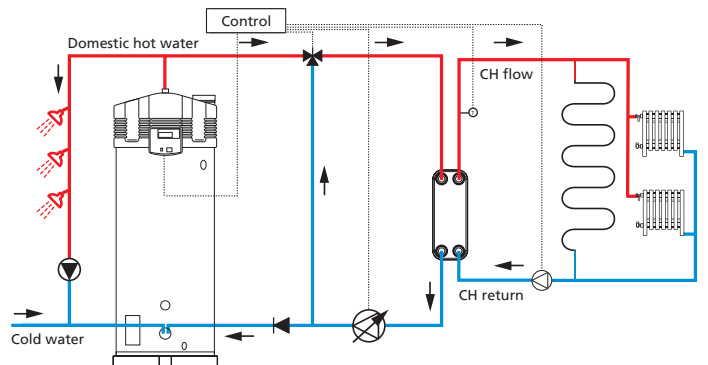 Control
Domestic hot water
CH flow
T
CH return
Cold water